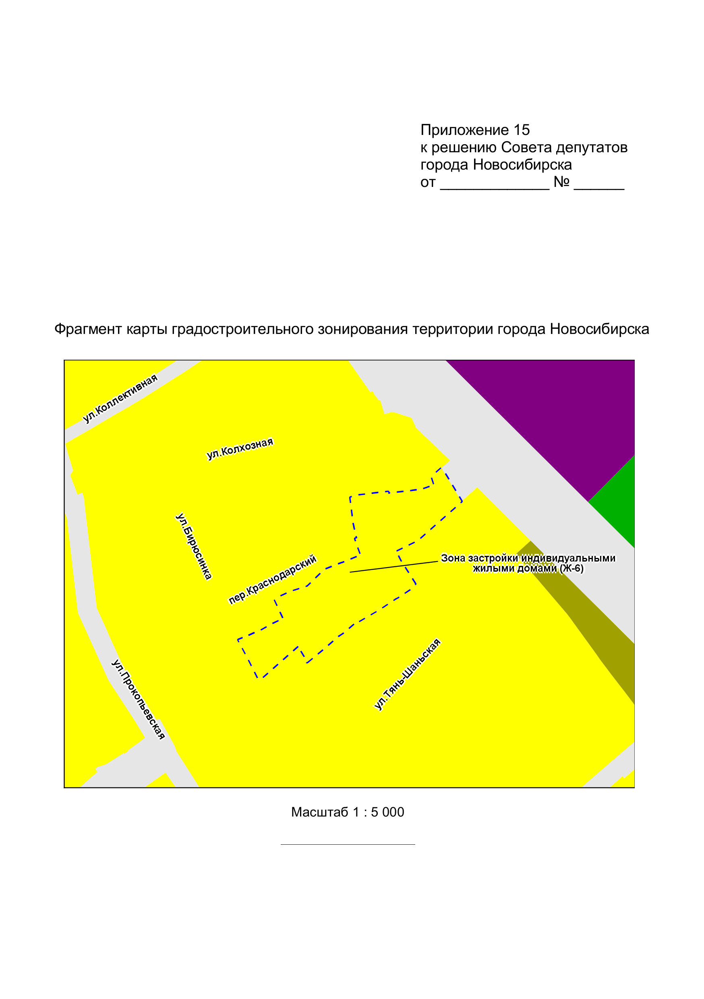 Приложение 15
к решению Совета депутатов
города Новосибирска
от _____________ № ______
Фрагмент карты градостроительного зонирования территории города Новосибирска
ул.Коллективная
ул.Колхозная
ул.Бирюсинка
пер.Краснодарский
Зона застройки индивидуальными
жилыми домами (Ж-6)
ул.Тянь-Шаньская
ул.Прокопьевская
Масштаб 1 : 5 000